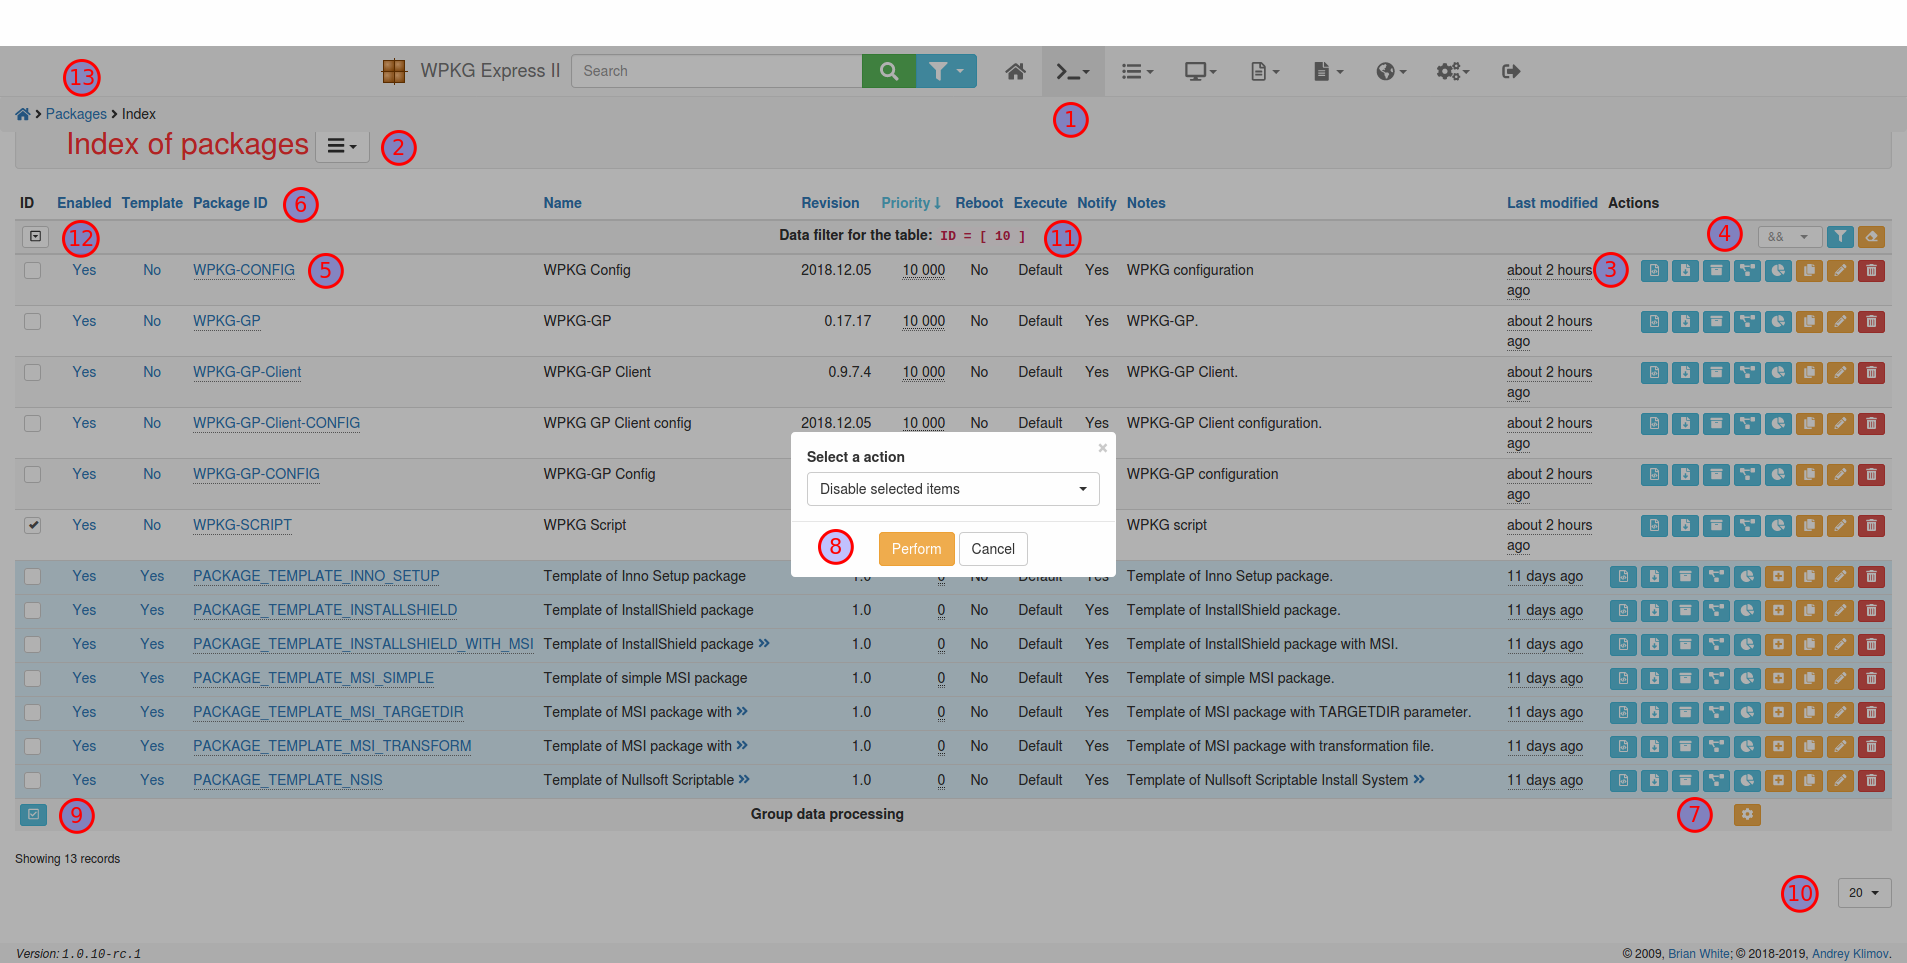 13
WPKG Express II
Search
1
Packages
Index
Index of packages
2
ID Enabled Template Package ID 6 Name Revision Priority Reboot Execute Notify Notes Last modified Actions
12 Data filter for the table: ID = [ 10 ] 11 4 &&
Yes No WPKG-CONFIG 5 WPKG Config 2018.12.05 10 000 No Default Yes WPKG configuration about 2 hours 3
ago
Yes No WPKG-GP WPKG-GP 0.17.17 10 000 No Default Yes WPKG-GP. about 2 hours
ago
Yes No WPKG-GP-Client WPKG-GP Client 0.9.7.4 10 000 No Default Yes WPKG-GP Client. about 2 hours
ago
Yes No WPKG-GP-Client-CONFIG WPKG GP Client config 2018.12.05 10 000 No Default Yes WPKG-GP Client configuration. about 2 hours
ago
Yes No WPKG-GP-CONFIG WPKG-GP Config WPKG-GP configuration about 2 hours
ago
Yes No WPKG-SCRIPT WPKG Script WPKG script about 2 hours
ago
Select a action
×
Disable selected items
8 Perform Cancel
Yes Yes PACKAGE_TEMPLATE_INNO_SETUP Template of Inno Setup package 1.0 0 No Default Yes Template of Inno Setup package. 11 days ago
Yes Yes PACKAGE_TEMPLATE_INSTALLSHIELD Template of InstallShield package 1.0 0 No Default Yes Template of InstallShield package. 11 days ago
Yes Yes PACKAGE_TEMPLATE_INSTALLSHIELD_WITH_MSI Template of InstallShield package 1.0 0 No Default Yes Template of InstallShield package with MSI. 11 days ago
Yes Yes PACKAGE_TEMPLATE_MSI_SIMPLE Template of simple MSI package 1.0 0 No Default Yes Template of simple MSI package. 11 days ago
Yes Yes PACKAGE_TEMPLATE_MSI_TARGETDIR Template of MSI package with 1.0 0 No Default Yes Template of MSI package with TARGETDIR parameter. 11 days ago
Yes Yes PACKAGE_TEMPLATE_MSI_TRANSFORM Template of MSI package with 1.0 0 No Default Yes Template of MSI package with transformation file. 11 days ago
Yes Yes PACKAGE_TEMPLATE_NSIS Template of Nullsoft Scriptable 1.0 0 No Default Yes Template of Nullsoft Scriptable Install System 11 days ago
9 Group data processing 7
Showing 13 records
10 20
Version: 1.0.10-rc.1 © 2009, Brian White; © 2018-2019, Andrey Klimov.